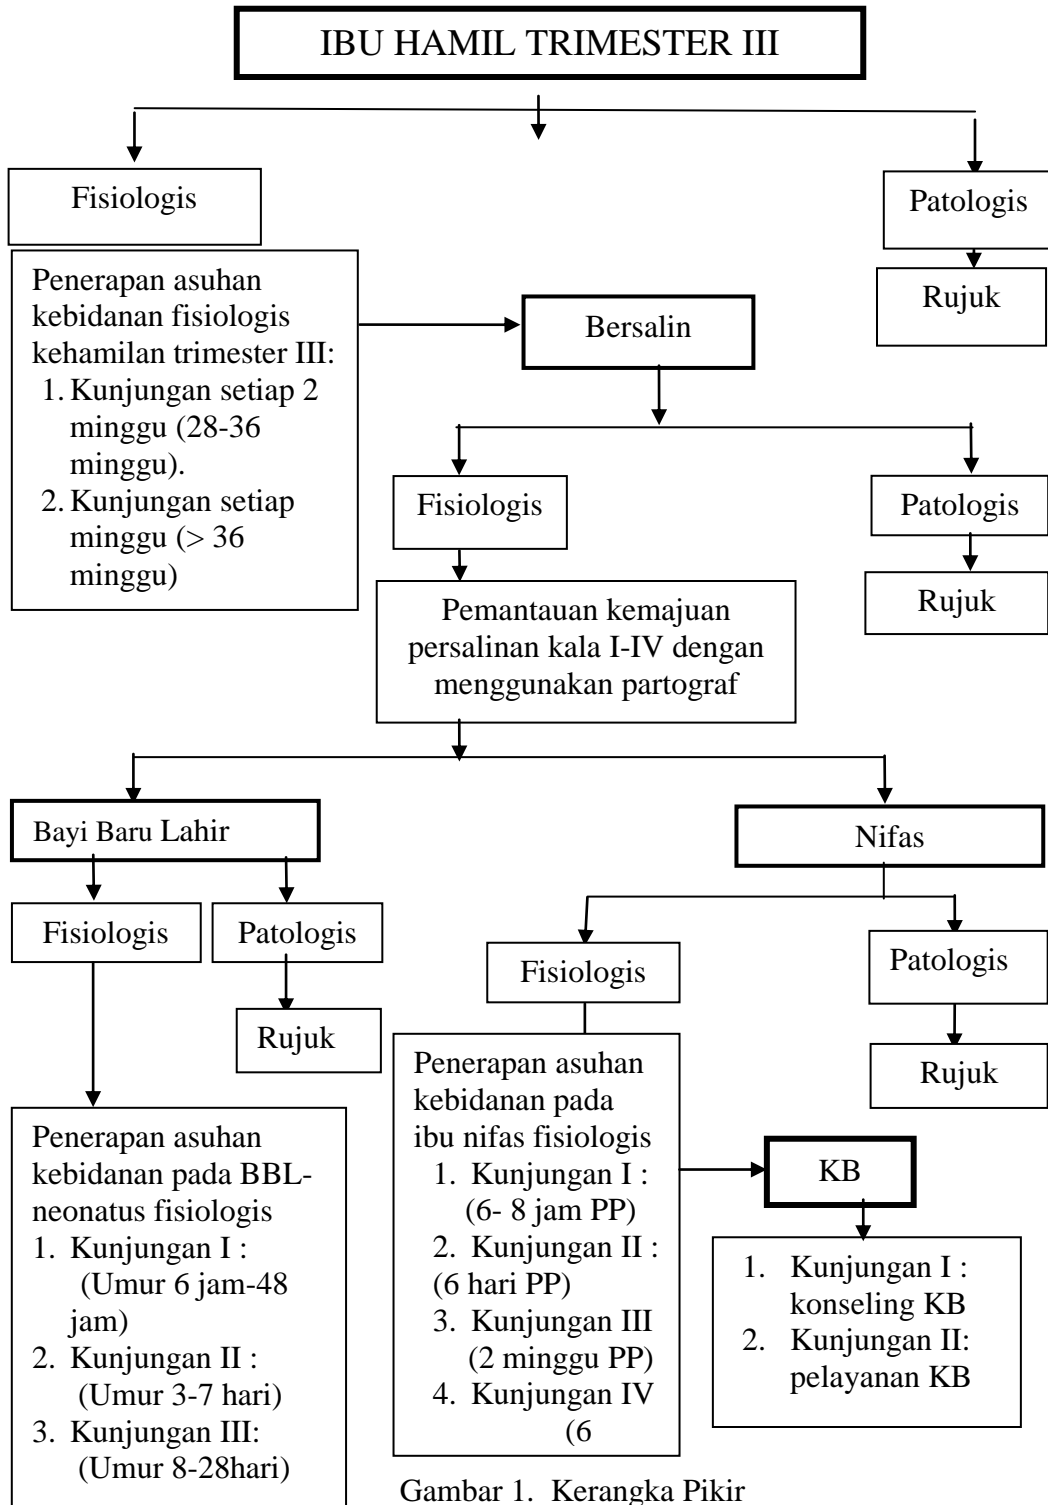 IBU HAMIL TRIMESTER III
Fisiologis
Patologis
Rujuk
Penerapan asuhan
kebidanan fisiologis
kehamilan trimester III:
1. Kunjungan setiap 2
minggu (28-36
minggu).
2. Kunjungan setiap
minggu (> 36
minggu)
Bersalin
Fisiologis
Patologis
Rujuk
Pemantauan kemajuan
persalinan kala I-IV dengan
menggunakan partograf
Bayi Baru Lahir
Nifas
Fisiologis
Patologis
Rujuk
Fisiologis
Patologis
Rujuk
Penerapan asuhan
kebidanan pada BBL-
neonatus fisiologis
1. Kunjungan I :
(Umur 6 jam-48
jam)
2. Kunjungan II :
(Umur 3-7 hari)
3. Kunjungan III:
(Umur 8-28hari)
Penerapan asuhan
kebidanan pada
ibu nifas fisiologis
1. Kunjungan I :
(6- 8 jam PP)
2. Kunjungan II :
(6 hari PP)
3. Kunjungan III
(2 minggu PP)
4. Kunjungan IV
(6
KB
1. Kunjungan I :
konseling KB
2. Kunjungan II:
pelayanan KB
Gambar 1. Kerangka Pikir